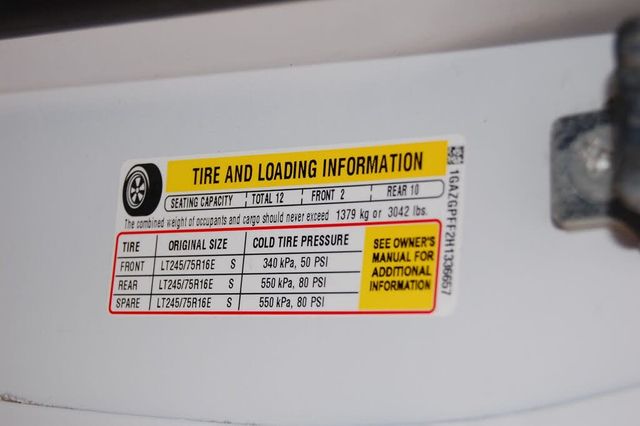 TIRE AND LOADING INFORMATION
SEATING CAPACITY TOTAL 12 FRONT 2 REAR 10
The combined weight of occupants and cargo should never exceed 1379 kg or 3042 lbs.
TIRE ORIGINAL SIZE COLD TIRE PRESSURE
FRONT LT245/75R16E S 340 kPa, 50 PSI
REAR LT245/75R16E S 550 kPa, 80 PSI
SPARE LT245/75R16E S 550 kPa, 80 PSI
SEE OWNER'S
MANUAL FOR
ADDITIONAL
INFORMATION
1GAZGPFF2H1336657